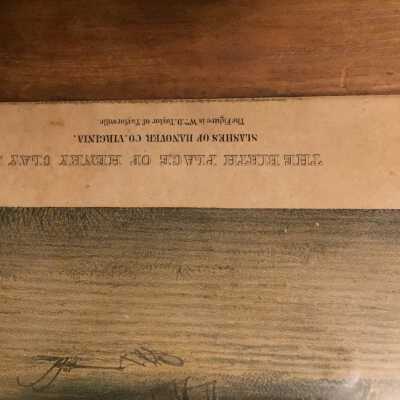 THE BIRTH PLACE OF HENRY CLAY
SLASHES OF HANOVER CO. VIRGINIA.
The Figure is Wm. D. Taylor of Taylorsville.